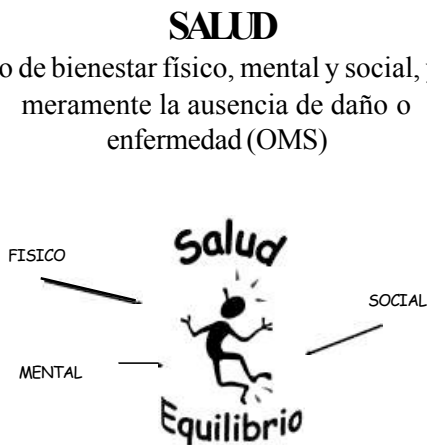 SALUD
o de bienestar físico, mental y social,
meramente la ausencia de daño o
enfermedad (OMS)
Salud
FISICO
SOCIAL
MENTAL
Equilibrio